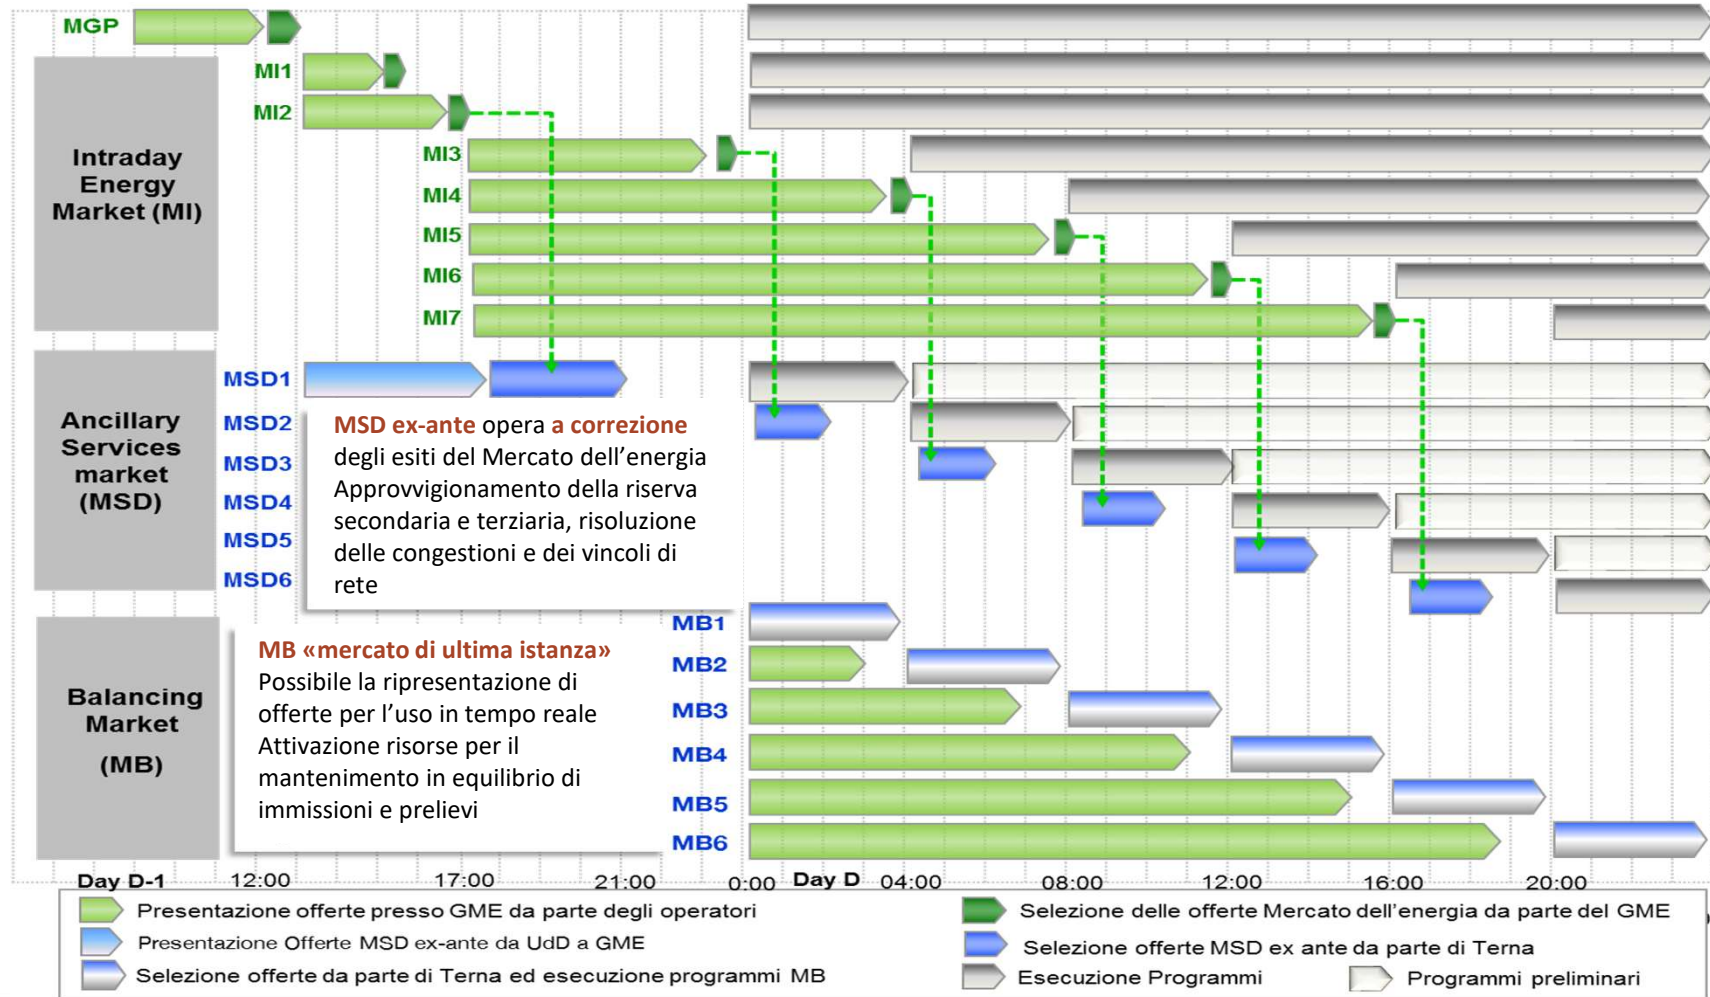 MGP
MI1
MI2
MI3
MI4
MI5
MI6
MI7
Intraday
Energy
Market (MI)
MSD1
MSD2
MSD3
MSD4
MSD5
MSD6
Ancillary
Services
market
(MSD)
MSD ex-ante opera a correzione
degli esiti del Mercato dell’energia
Approvvigionamento della riserva
secondaria e terziaria, risoluzione
delle congestioni e dei vincoli di
rete
MB1
MB2
MB3
MB4
MB5
MB6
Balancing
Market
(MB)
MB «mercato di ultima istanza»
Possibile la ripresentazione di
offerte per l’uso in tempo reale
Attivazione risorse per il
mantenimento in equilibrio di
immissioni e prelievi
Day D-1 12:00 17:00 21:00 0:00 Day D 04:00 08:00 12:00 16:00 20:00
Presentazione offerte presso GME da parte degli operatori
Selezione delle offerte Mercato dell’energia da parte del GME
Presentazione Offerte MSD ex-ante da UdD a GME
Selezione offerte MSD ex ante da parte di Terna
Selezione offerte da parte di Terna ed esecuzione programmi MB
Esecuzione Programmi
Programmi preliminari